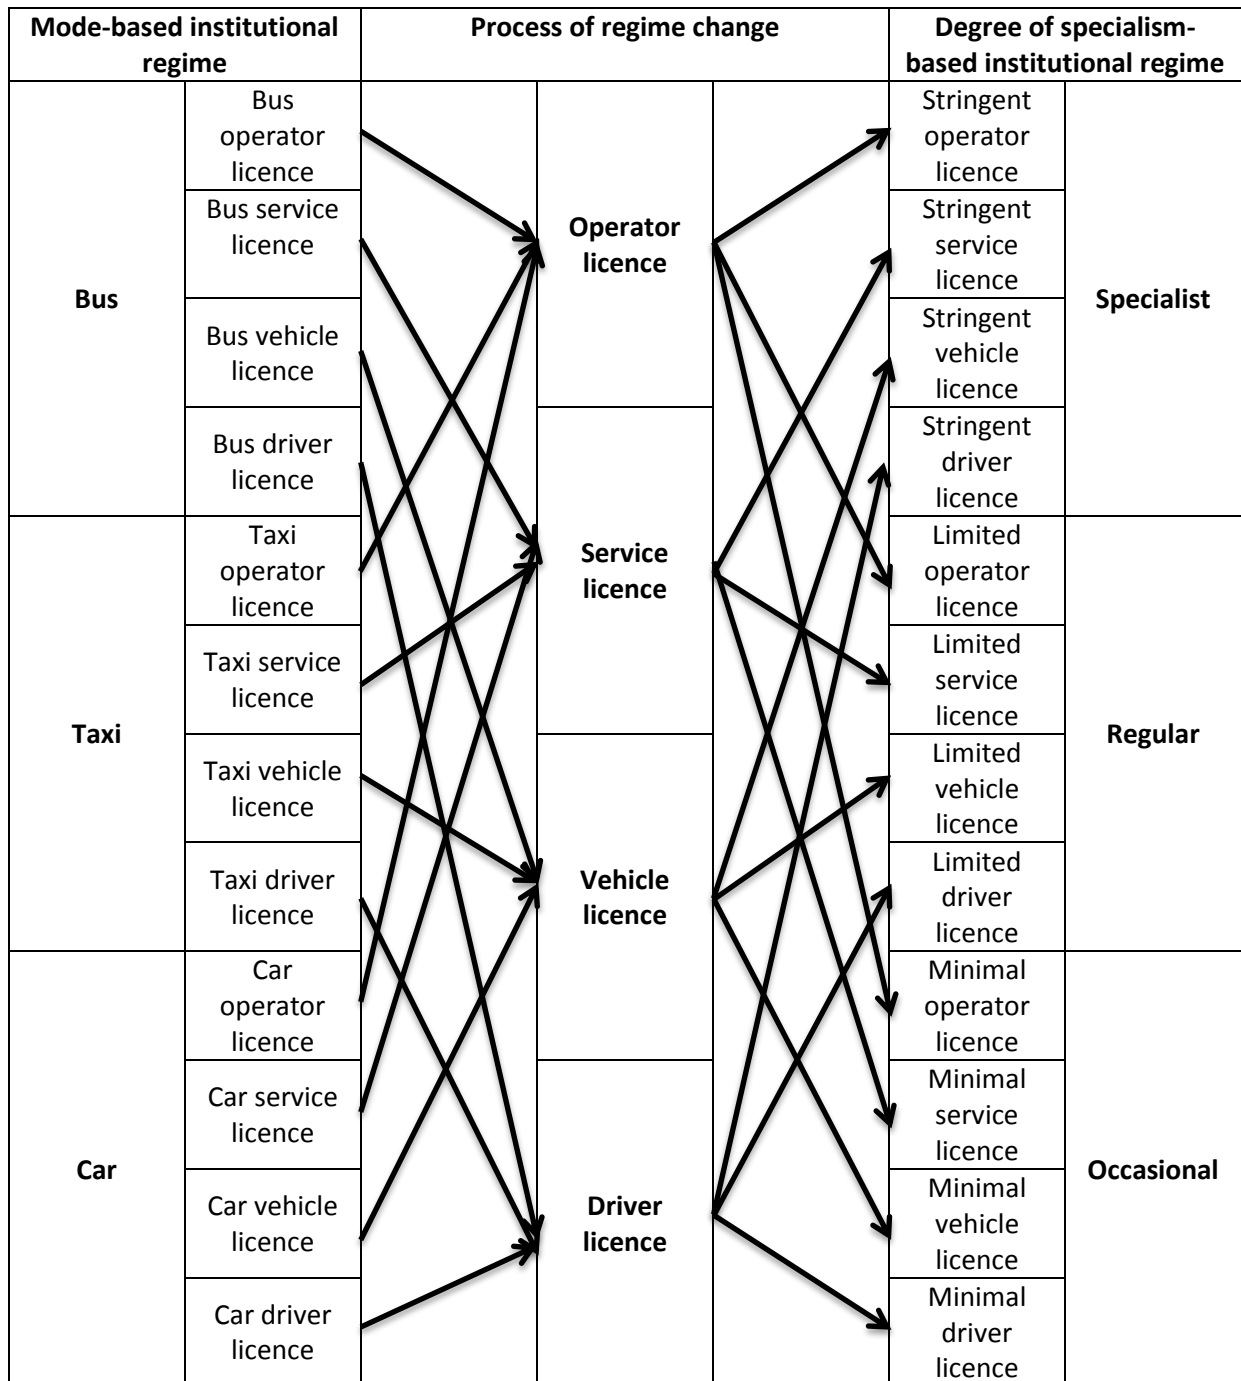 Mode-based institutional
regime
Process of regime change
Degree of specialism-
based institutional regime
Bus
Bus
operator
licence
Bus service
licence
Bus vehicle
licence
Bus driver
licence
Taxi
Taxi
operator
licence
Taxi service
licence
Taxi vehicle
licence
Taxi driver
licence
Car
Car
operator
licence
Car service
licence
Car vehicle
licence
Car driver
licence
Operator
licence
Service
licence
Vehicle
licence
Driver
licence
Stringent
operator
licence
Stringent
service
licence
Stringent
vehicle
licence
Stringent
driver
licence
Specialist
Limited
operator
licence
Limited
service
licence
Limited
vehicle
licence
Limited
driver
licence
Regular
Minimal
operator
licence
Minimal
service
licence
Minimal
vehicle
licence
Minimal
driver
licence
Occasional